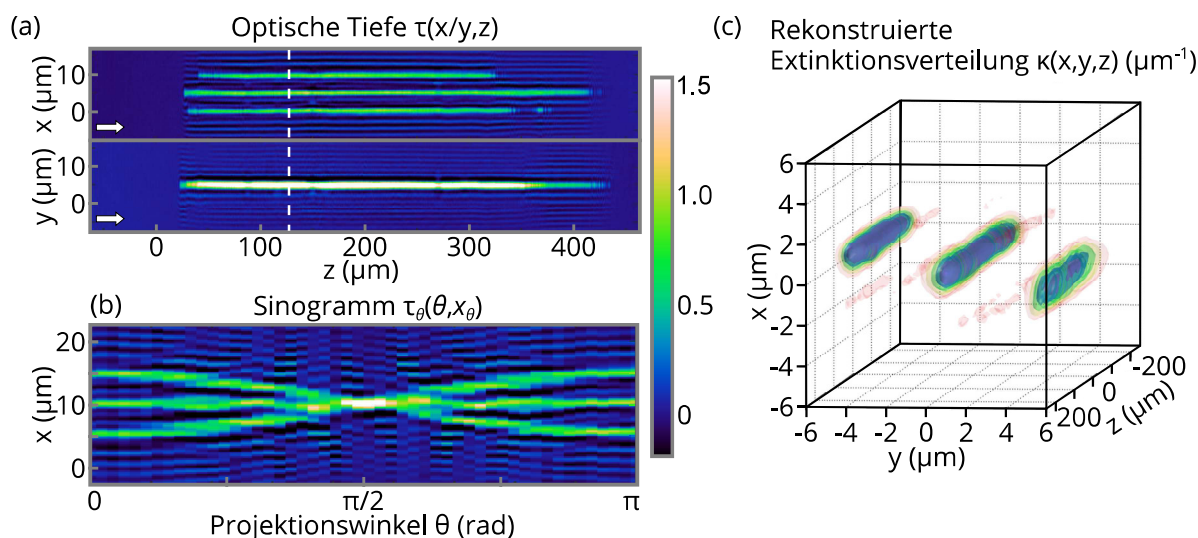 (a)
Optische Tiefe τ(x/y,z)
x (µm)
10
0
y (µm)
10
0
0
100
200
300
400
z (µm)
1.5
1.0
0.5
0
(b)
Sinogramm τθ(θ,xθ)
x (µm)
20
10
0
0
π/2
π
Projektionswinkel θ (rad)
(c)
Rekonstruierte
Extinktionsverteilung κ(x,y,z) (µm⁻¹)
x (µm)
6
4
2
0
-2
-4
-6
-6
-4
-2
0
2
4
6
y (µm)
200
0
-200
z (µm)